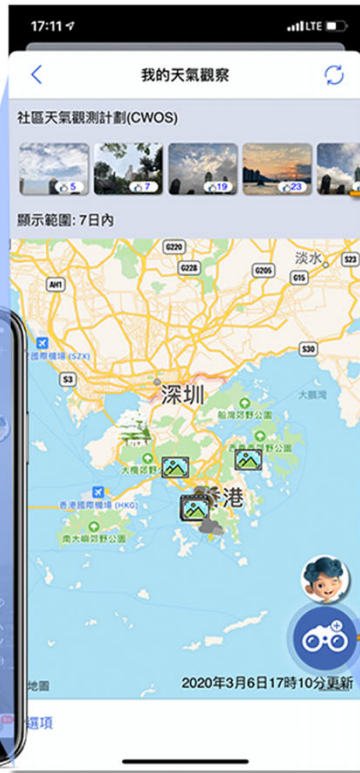 17:11
LTE
我的天氣觀察
社區天氣觀測計劃(CWOS)
5
7
19
23
顯示範圍: 7日內
G220
淡水
S23
G228
G205
G15
AH1
國際機場 (SZX)
S30
S3
深圳
大鵬灣
船灣郊野公園
大欖郊野
香港
香港國際機場 (HKG)
南大嶼郊野公園
地圖
2020年3月6日17時10分更新
選項